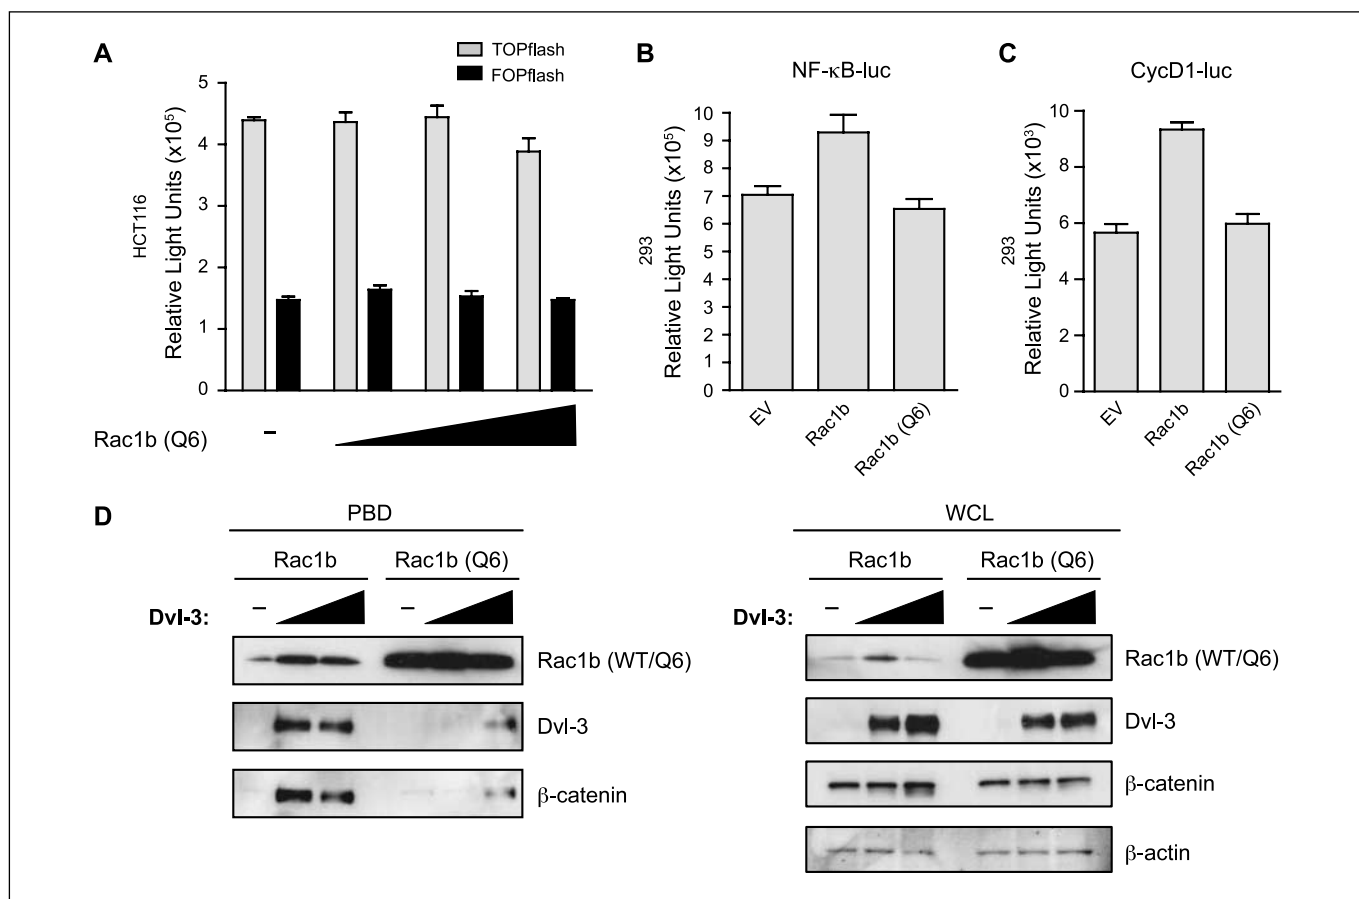 A
TOPflash
FOPflash
HCT116
Relative Light Units (x10⁵)
5
4
3
2
1
0
Rac1b (Q6)
–
B
NF-κB-luc
293
Relative Light Units (x10⁵)
10
9
8
7
6
5
4
3
2
1
0
EV
Rac1b
Rac1b (Q6)
C
CycD1-luc
293
Relative Light Units (x10³)
10
8
6
4
2
0
EV
Rac1b
Rac1b (Q6)
D
PBD
Rac1b
Rac1b (Q6)
Dvl-3:
–
–
Rac1b (WT/Q6)
Dvl-3
β-catenin
WCL
Rac1b
Rac1b (Q6)
Dvl-3:
–
–
Rac1b (WT/Q6)
Dvl-3
β-catenin
β-actin